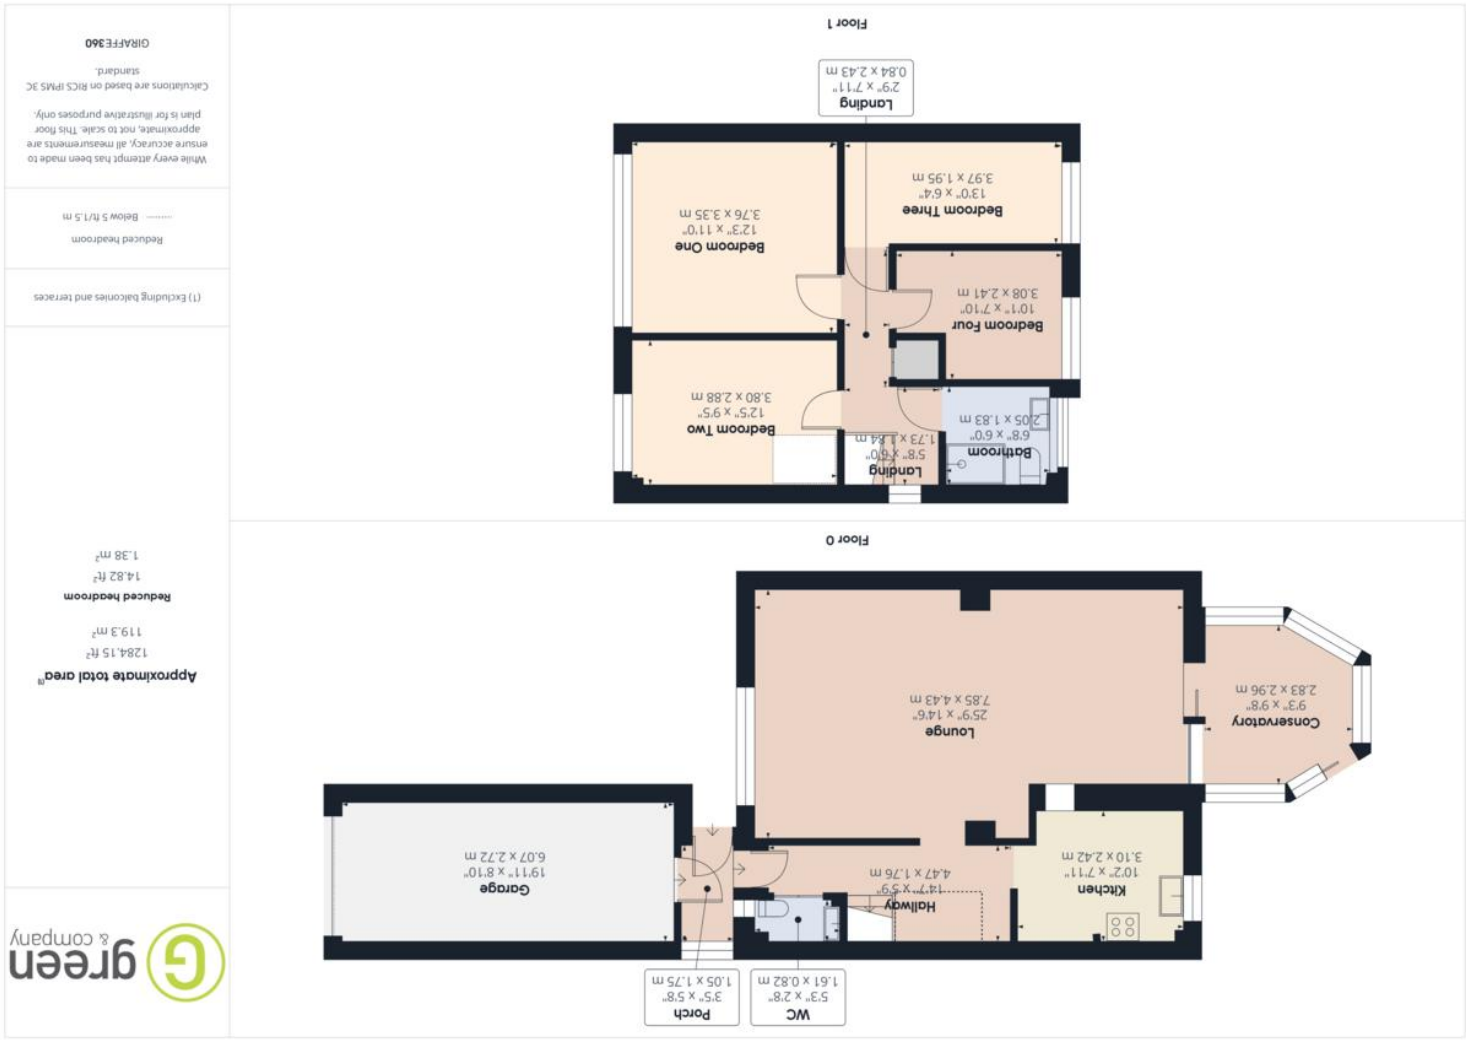 WC
5'3" x 2'8"
1.61 x 0.82 m
Porch
3'5" x 5'8"
1.05 x 1.75 m
Kitchen
10'2" x 7'11"
3.10 x 2.42 m
Hallway
14'7" x 5'9"
4.47 x 1.76 m
Garage
19'11" x 8'10"
6.07 x 2.72 m
Conservatory
9'3" x 9'8"
2.83 x 2.96 m
Lounge
25'9" x 14'6"
7.85 x 4.43 m
Floor 0
Bathroom
6'8" x 6'0"
2.05 x 1.83 m
Landing
5'8" x 6'0"
1.73 x 1.84 m
Bedroom Two
12'5" x 9'5"
3.80 x 2.88 m
Bedroom Four
10'1" x 7'10"
3.08 x 2.41 m
Bedroom One
12'3" x 11'0"
3.76 x 3.35 m
Bedroom Three
13'0" x 6'4"
3.97 x 1.95 m
Landing
2'9" x 7'11"
0.84 x 2.43 m
Floor 1
G green
& company
Approximate total area(1)
1284.15 ft²
119.3 m²
Reduced headroom
14.82 ft²
1.38 m²
(1) Excluding balconies and terraces
Reduced headroom
Below 5 ft/1.5 m
While every attempt has been made to
ensure accuracy, all measurements are
approximate, not to scale. This floor
plan is for illustrative purposes only.
Calculations are based on RICS IPMS 3C
standard.
GIRAFFE360